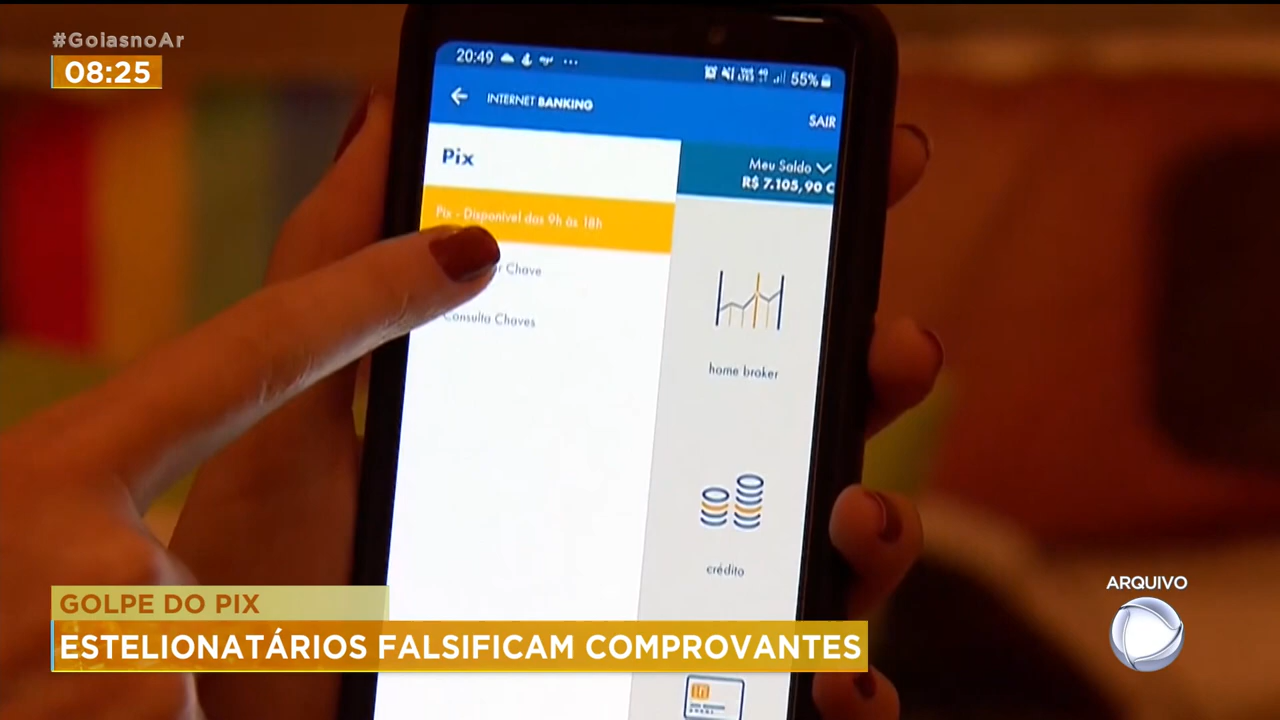 #GoiasnoAr
08:25
20:49
55%
INTERNET BANKING
SAIR
Pix
Meu Saldo
R$ 7.105,90 C
Pix - Disponível das 9h às 18h
Chave
Consulta Chaves
home broker
crédito
ARQUIVO
GOLPE DO PIX
ESTELIONATÁRIOS FALSIFICAM COMPROVANTES